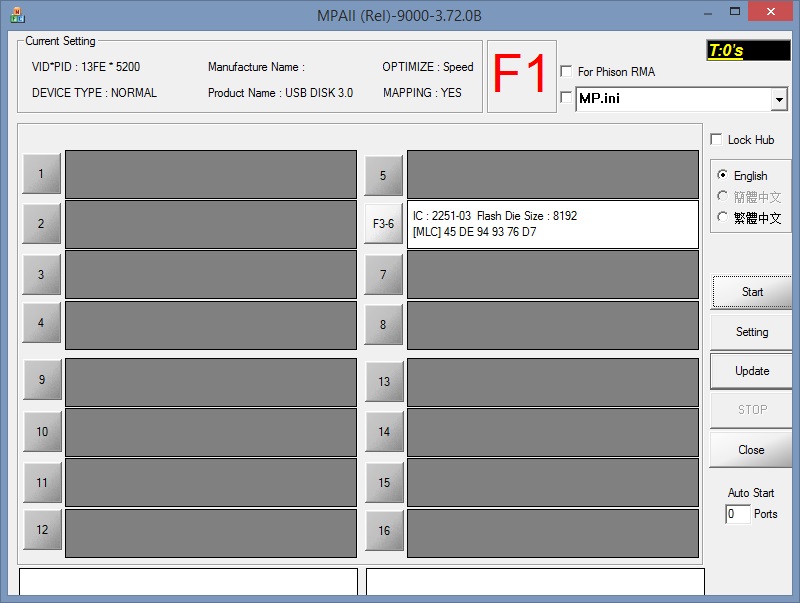 MPAII (Rel)-9000-3.72.0B
Current Setting
VID*PID : 13FE * 5200
Manufacture Name :
OPTIMIZE : Speed
DEVICE TYPE : NORMAL
Product Name : USB DISK 3.0
MAPPING : YES
F1
For Phison RMA
MP.ini
T:0's
Lock Hub
English
簡體中文
繁體中文
1
2
3
4
5
F3-6
IC : 2251-03 Flash Die Size : 8192
[MLC] 45 DE 94 93 76 D7
7
8
9
10
11
12
13
14
15
16
Start
Setting
Update
STOP
Close
Auto Start
0 Ports